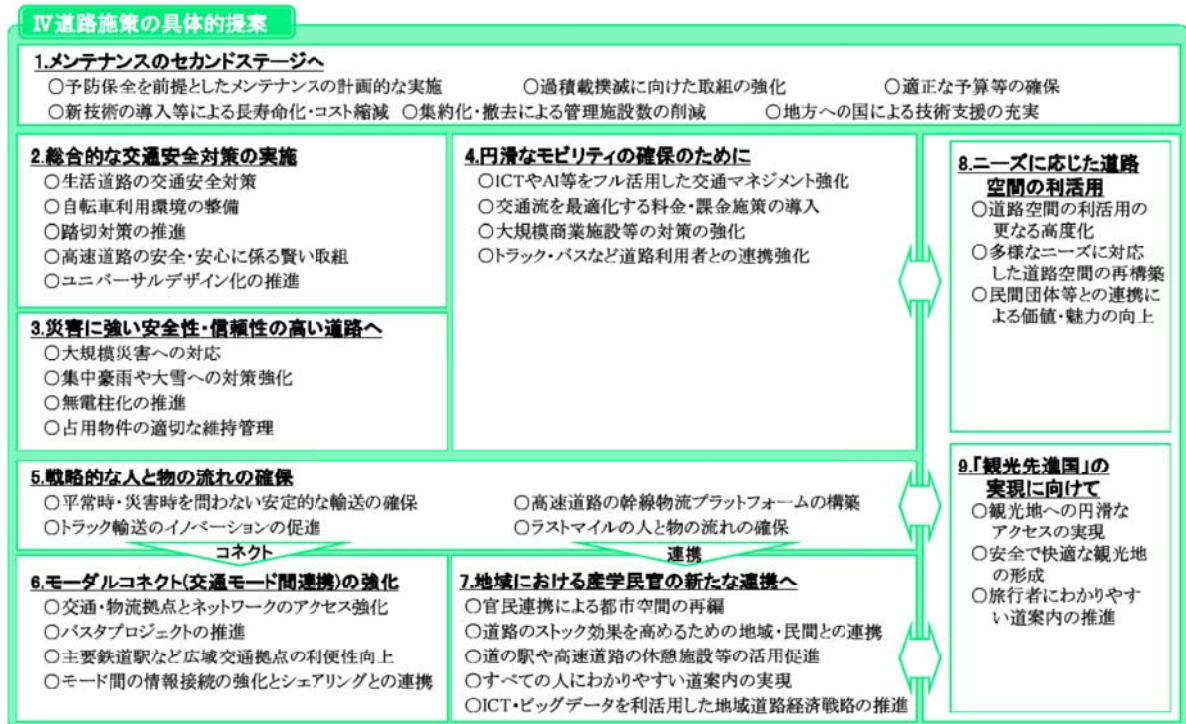 Ⅳ道路施策の具体的提案
1.メンテナンスのセカンドステージへ
○予防保全を前提としたメンテナンスの計画的な実施 ○過積載撲滅に向けた取組の強化 ○適正な予算等の確保
○新技術の導入等による長寿命化・コスト縮減 ○集約化・撤去による管理施設数の削減 ○地方への国による技術支援の充実
2.総合的な交通安全対策の実施
○生活道路の交通安全対策
○自転車利用環境の整備
○踏切対策の推進
○高速道路の安全・安心に係る賢い取組
○ユニバーサルデザイン化の推進
3.災害に強い安全性・信頼性の高い道路へ
○大規模災害への対応
○集中豪雨や大雪への対策強化
○無電柱化の推進
○占用物件の適切な維持管理
4.円滑なモビリティの確保のために
○ICTやAI等をフル活用した交通マネジメント強化
○交通流を最適化する料金・課金施策の導入
○大規模商業施設等の対策の強化
○トラック・バスなど道路利用者との連携強化
5.戦略的な人と物の流れの確保
○平常時・災害時を問わない安定的な輸送の確保 ○高速道路の幹線物流プラットフォームの構築
○トラック輸送のイノベーションの促進 ○ラストマイルの人と物の流れの確保
コネクト
連携
6.モーダルコネクト(交通モード間連携)の強化
○交通・物流拠点とネットワークのアクセス強化
○バスタプロジェクトの推進
○主要鉄道駅など広域交通拠点の利便性向上
○モード間の情報接続の強化とシェアリングとの連携
7.地域における産学民官の新たな連携へ
○官民連携による都市空間の再編
○道路のストック効果を高めるための地域・民間との連携
○道の駅や高速道路の休憩施設等の活用促進
○すべての人にわかりやすい道案内の実現
○ICT・ビッグデータを利活用した地域道路経済戦略の推進
8.ニーズに応じた道路
空間の利活用
○道路空間の利活用の
更なる高度化
○多様なニーズに対応
した道路空間の再構築
○民間団体等との連携に
よる価値・魅力の向上
9.「観光先進国」の
実現に向けて
○観光地への円滑な
アクセスの実現
○安全で快適な観光地
の形成
○旅行者にわかりやす
い道案内の推進